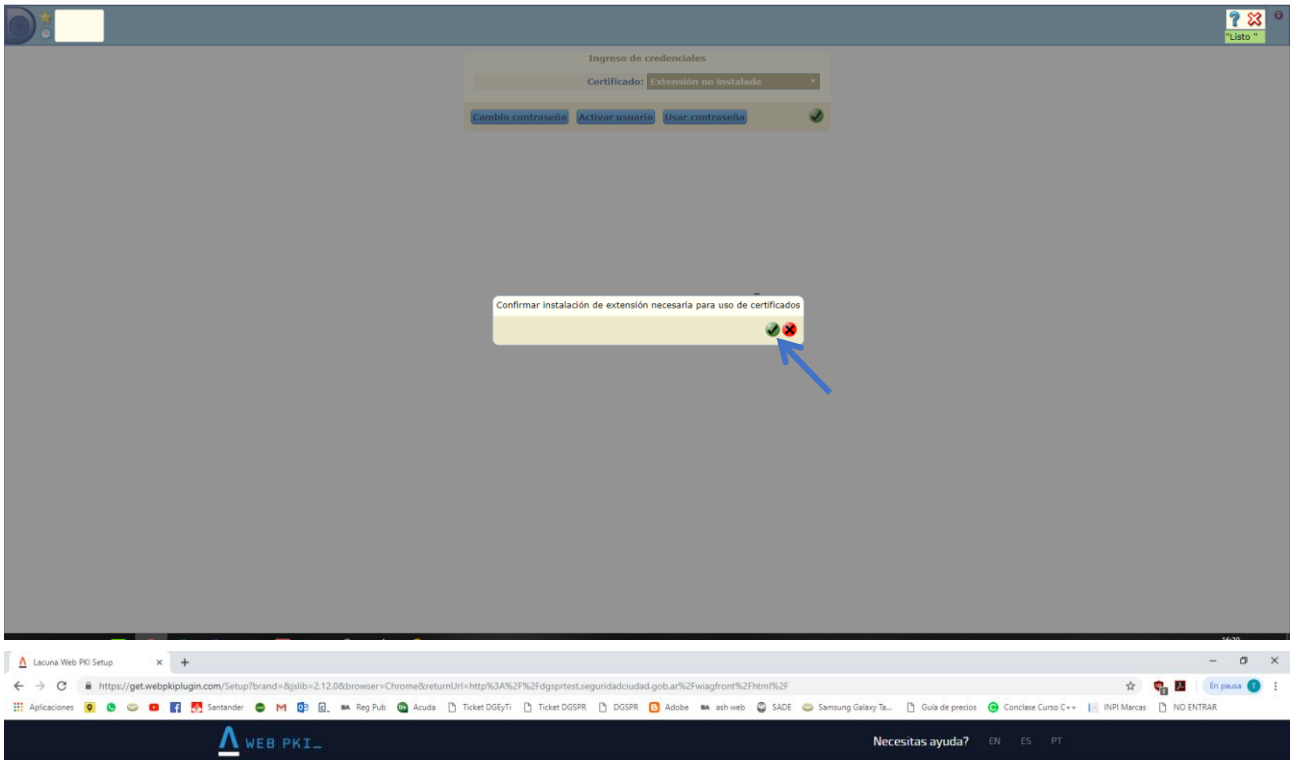 "Listo "
Ingreso de credenciales
Certificado: Extensión no instalada
Cambio contraseña Activar usuario Usar contraseña
Confirmar instalación de extensión necesaria para uso de certificados
16:20
Lacuna Web PKI Setup
https://get.webpkiplugin.com/Setup?brand=&jslib=2.12.0&browser=Chrome&returnUrl=http%3A%2F%2Fdgsprtest.seguridadciudad.gob.ar%2Fwiagfront%2Fhtml%2F
En pausa T
Aplicaciones Santander Reg Pub Acuda Ticket DGEyTi Ticket DGSPR DGSPR Adobe ash web SADE Samsung Galaxy Ta... Guia de precios Conclase Curso C++ INPI Marcas NO ENTRAR
WEB PKI_
Necesitas ayuda? EN ES PT